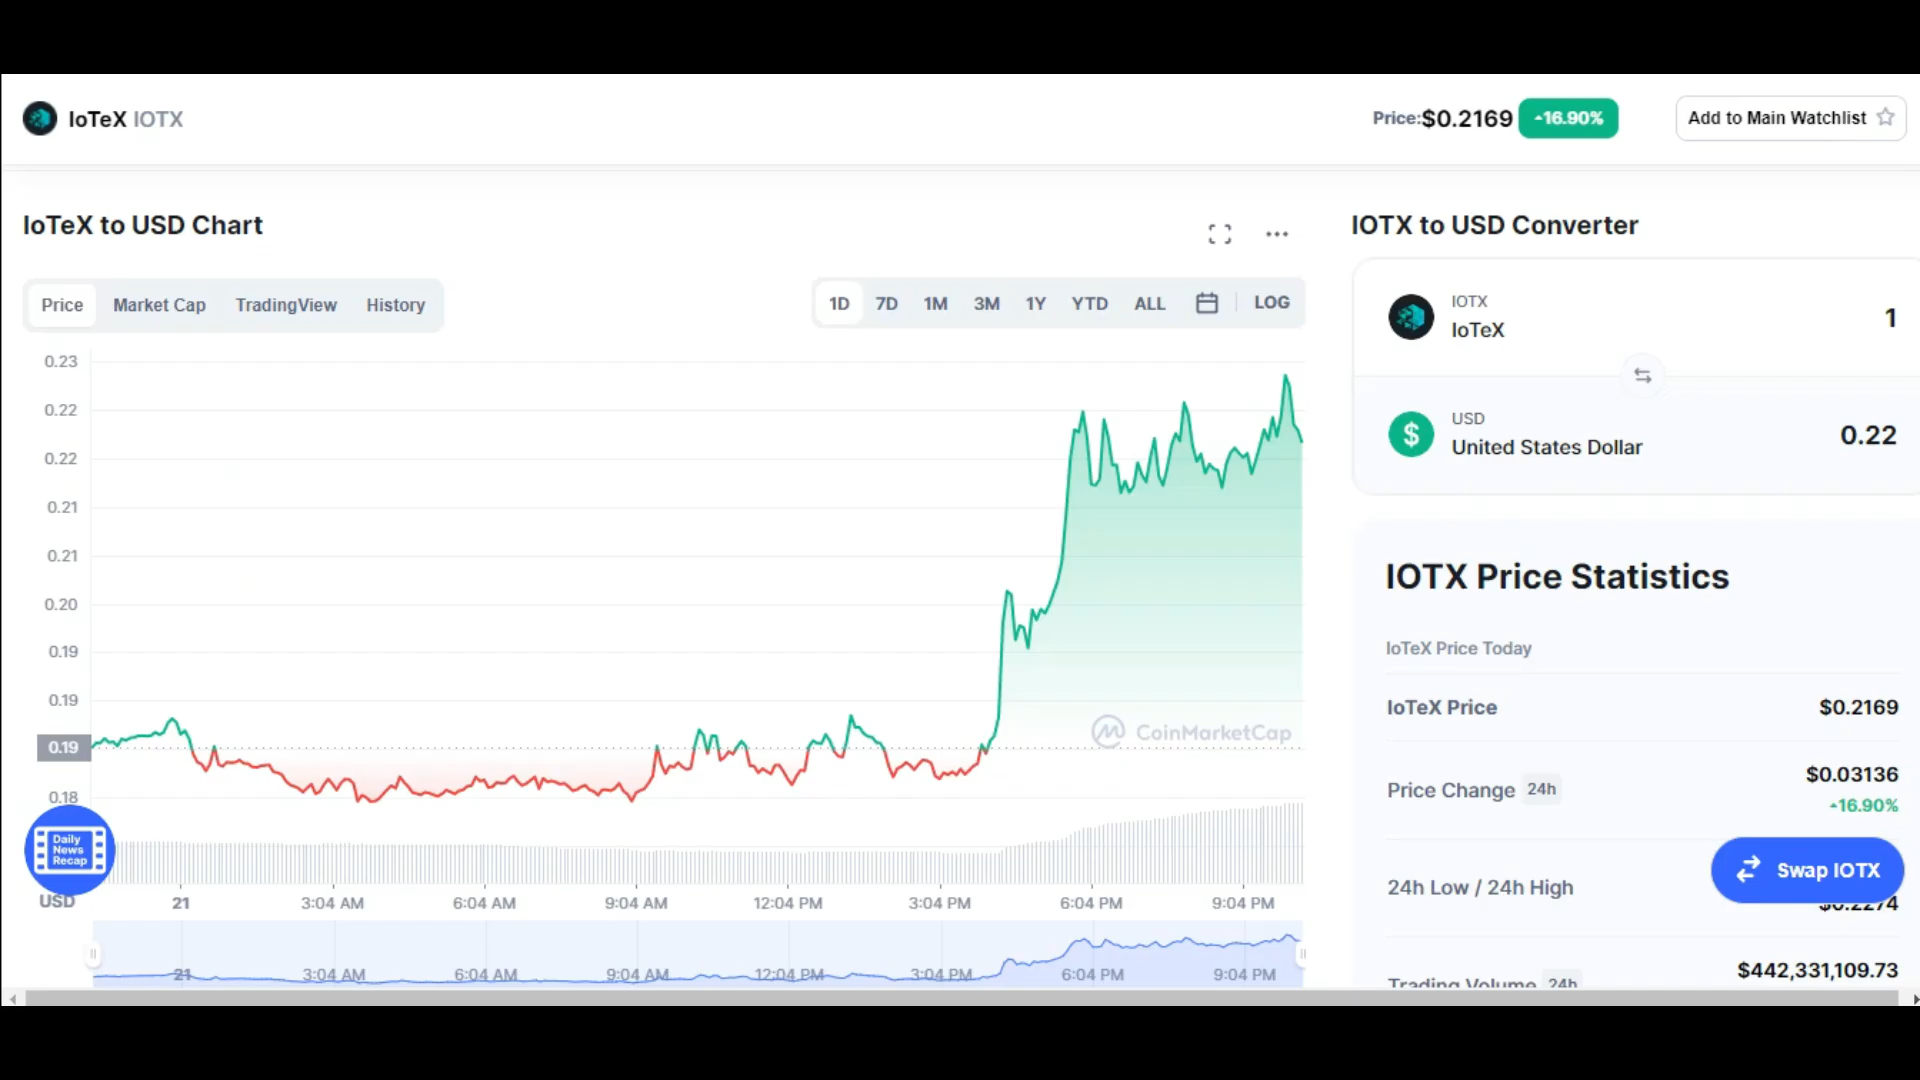 IoTeX IOTX
Price:$0.2169 16.90%
Add to Main Watchlist
IoTeX to USD Chart
Price Market Cap TradingView History
1D 7D 1M 3M 1Y YTD ALL LOG
0.23
0.22
0.22
0.21
0.21
0.20
0.19
0.19
0.19
0.18
CoinMarketCap
Daily
News
Recap
USD
21 3:04 AM 6:04 AM 9:04 AM 12:04 PM 3:04 PM 6:04 PM 9:04 PM
21 3:04 AM 6:04 AM 9:04 AM 12:04 PM 3:04 PM 6:04 PM 9:04 PM
IOTX to USD Converter
IOTX
IoTeX
1
USD
United States Dollar
0.22
IOTX Price Statistics
IoTeX Price Today
IoTeX Price $0.2169
Price Change 24h $0.03136
16.90%
24h Low / 24h High
Swap IOTX
$0.2274
Trading Volume 24h $442,331,109.73